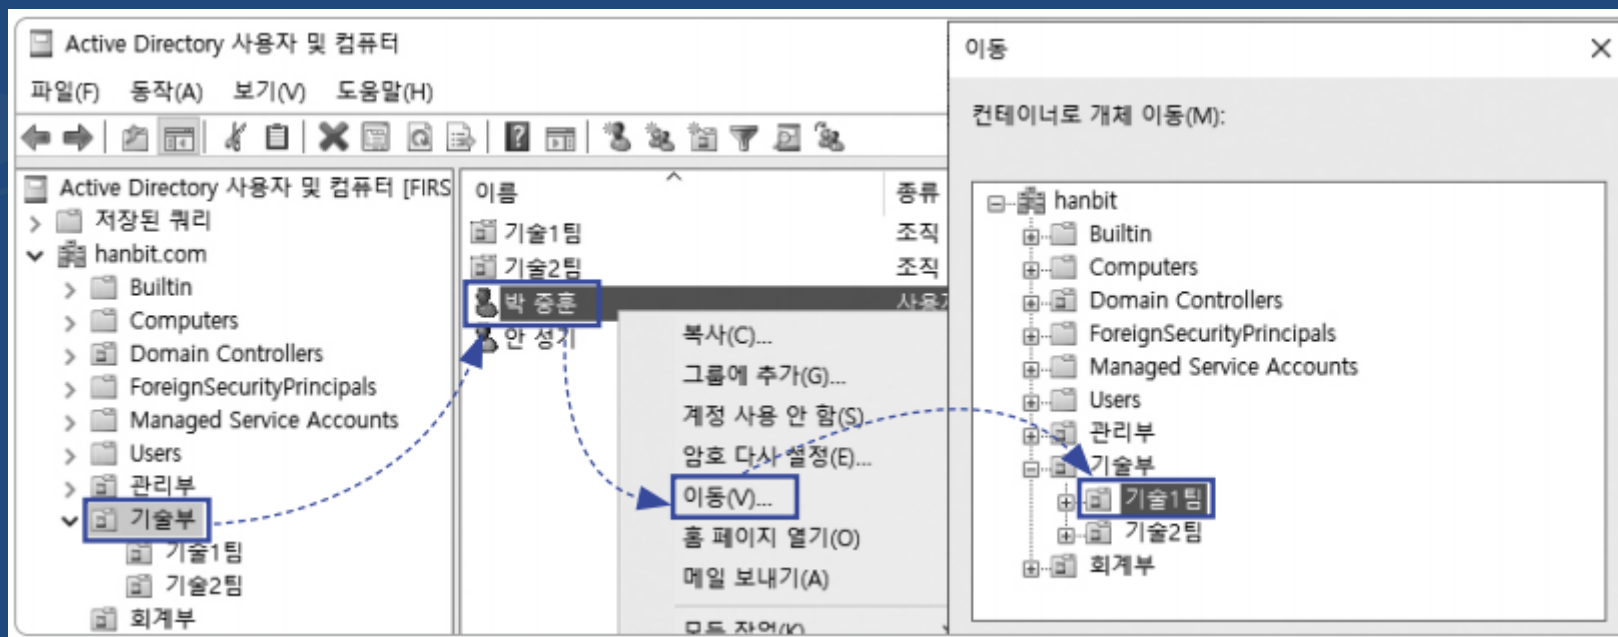 Active Directory 사용자 및 컴퓨터
파일(F) 동작(A) 보기(V) 도움말(H)
Active Directory 사용자 및 컴퓨터 [FIRS
저장된 쿼리
hanbit.com
Builtin
Computers
Domain Controllers
ForeignSecurityPrincipals
Managed Service Accounts
Users
관리부
기술부
기술1팀
기술2팀
회계부
이름 종류
기술1팀 조직
기술2팀 조직
박 중훈 사용자
안 성기
복사(C)...
그룹에 추가(G)...
계정 사용 안 함(S)
암호 다시 설정(E)...
이동(V)...
홈 페이지 열기(O)
메일 보내기(A)
모든 작업(K)
이동
컨테이너로 개체 이동(M):
hanbit
Builtin
Computers
Domain Controllers
ForeignSecurityPrincipals
Managed Service Accounts
Users
관리부
기술부
기술1팀
기술2팀
회계부